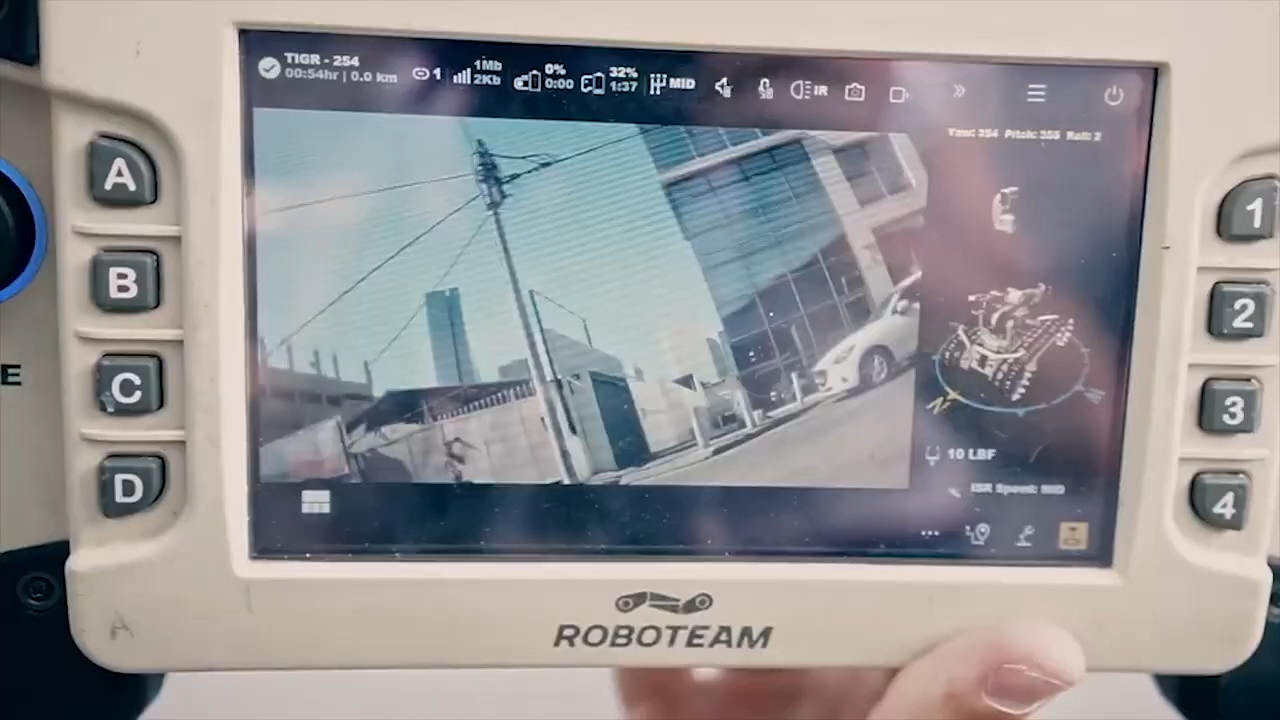 TIGR - 254
00:54hr | 0.0 km
1
1Mb
2Kb
0%
0:00
32%
1:37
MID
IR
Yaw: 354 Pitch: 355 Roll: 2
A
B
C
D
E
1
2
3
4
N
10 LBF
ISR Speed: MID
ROBOTEAM
A